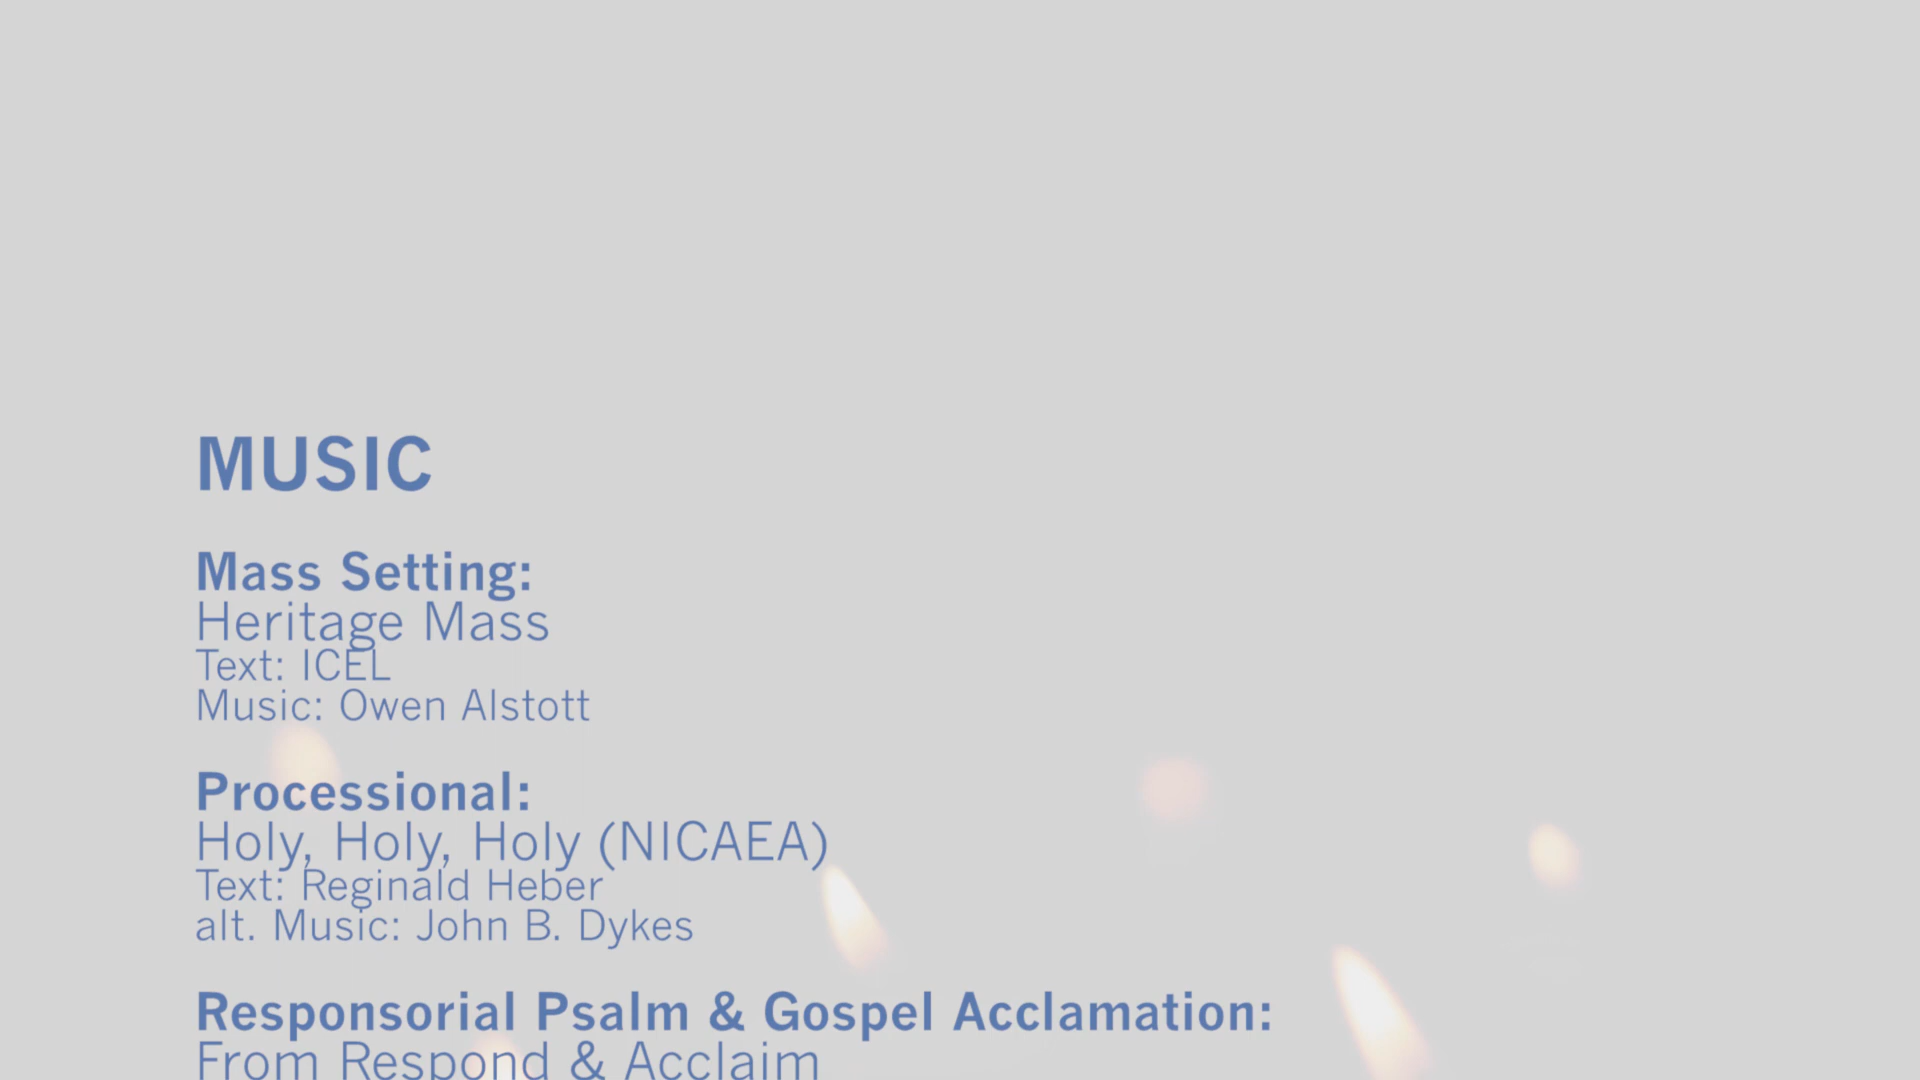 MUSIC
Mass Setting:
Heritage Mass
Text: ICEL
Music: Owen Alstott
Processional:
Holy, Holy, Holy (NICAEA)
Text: Reginald Heber
alt. Music: John B. Dykes
Responsorial Psalm & Gospel Acclamation:
From Respond & Acclaim